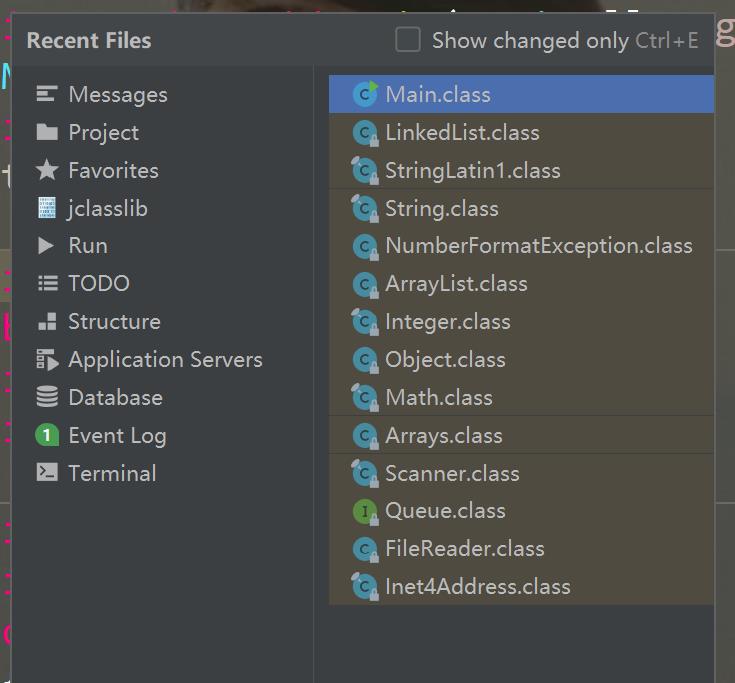 Recent Files
Show changed only Ctrl+E
Messages
Project
Favorites
jclasslib
Run
TODO
Structure
Application Servers
Database
1 Event Log
Terminal
C Main.class
C LinkedList.class
C StringLatin1.class
C String.class
C NumberFormatException.class
C ArrayList.class
C Integer.class
C Object.class
C Math.class
C Arrays.class
C Scanner.class
I Queue.class
C FileReader.class
C Inet4Address.class